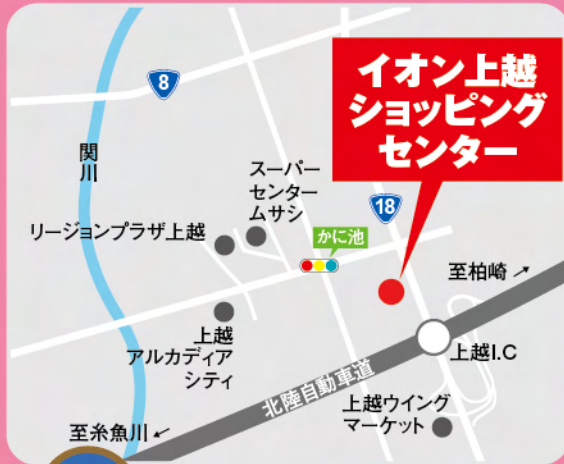 イオン上越
ショッピング
センター
8
関川
スーパー
センター
ムサシ
18
リージョンプラザ上越
かに池
至柏崎
上越
アルカディア
シティ
上越I.C
北陸自動車道
上越ウイング
マーケット
至糸魚川